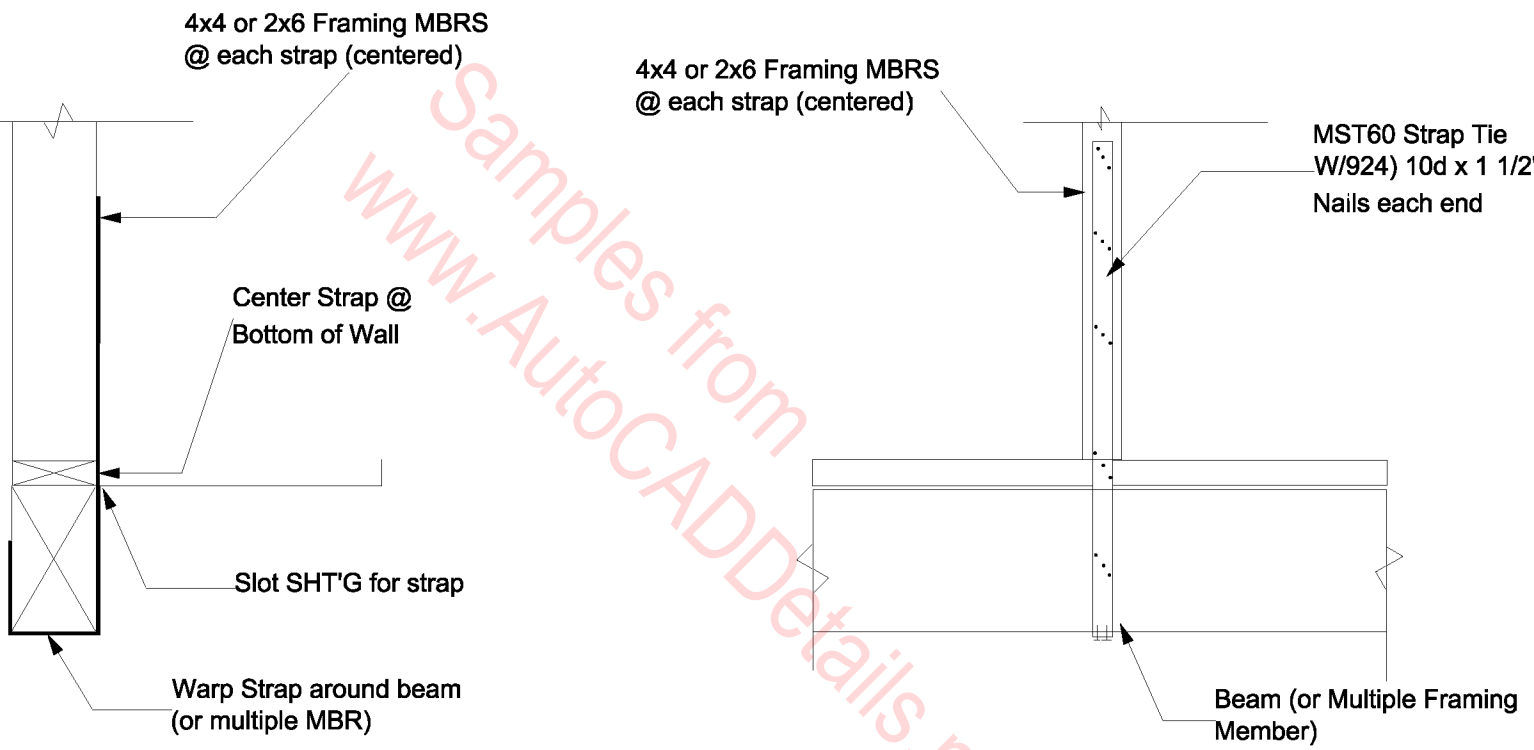 4x4 or 2x6 Framing MBRS
@ each strap (centered)
4x4 or 2x6 Framing MBRS
@ each strap (centered)
MST60 Strap Tie
W/924) 10d x 1 1/2"
Nails each end
Center Strap @
Bottom of Wall
Slot SHT'G for strap
Warp Strap around beam
(or multiple MBR)
Beam (or Multiple Framing
Member)
Samples from
www.AutoCADDetails